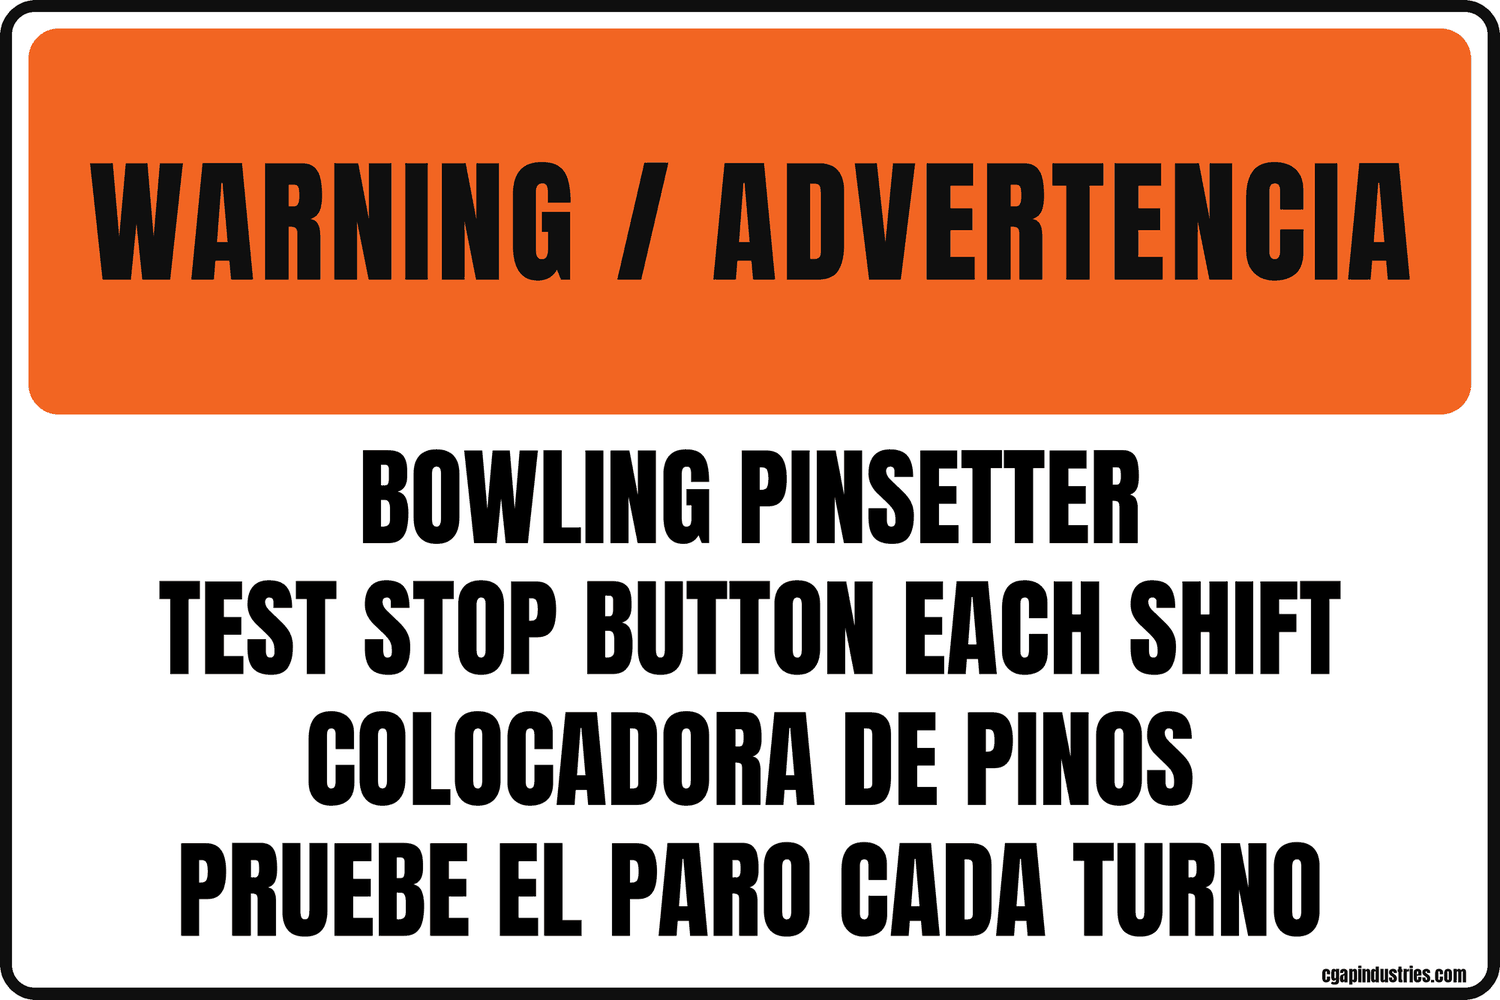 WARNING / ADVERTENCIA
BOWLING PINSETTER
TEST STOP BUTTON EACH SHIFT
COLOCADORA DE PINOS
PRUEBE EL PARO CADA TURNO
cgapindustries.com